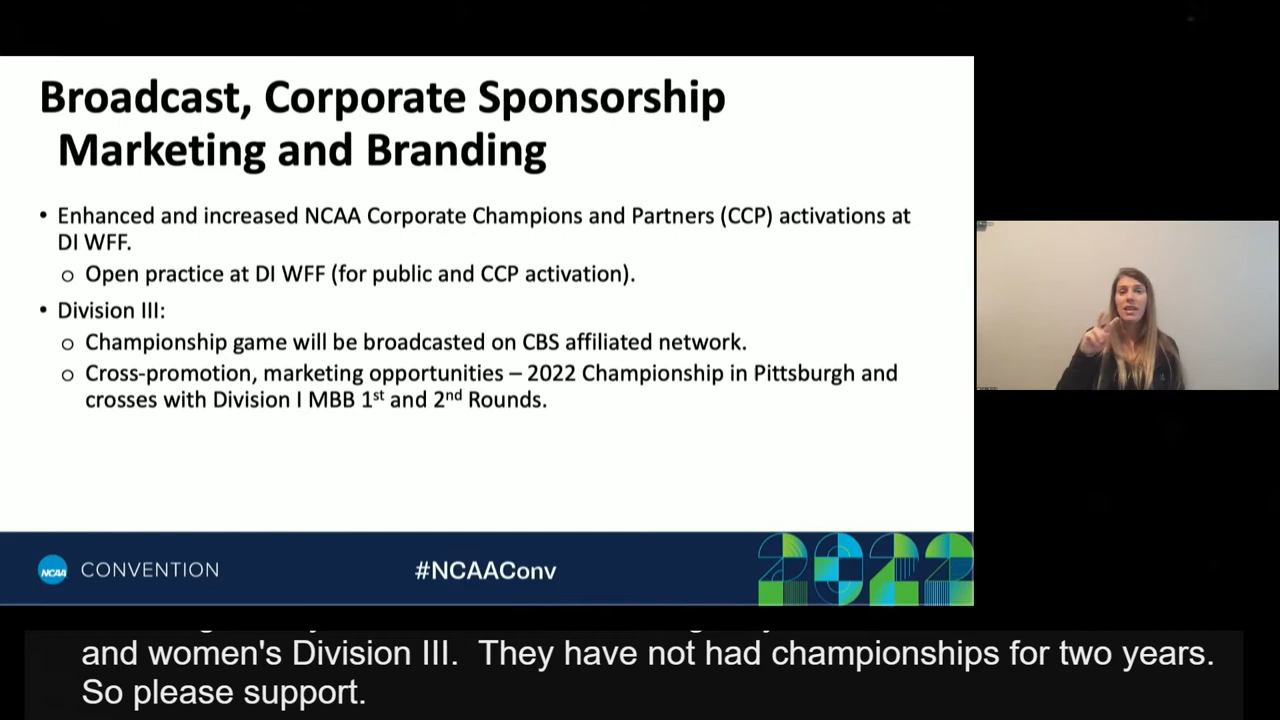 Broadcast, Corporate Sponsorship
Marketing and Branding
• Enhanced and increased NCAA Corporate Champions and Partners (CCP) activations at
DI WFF.
o Open practice at DI WFF (for public and CCP activation).
• Division III:
o Championship game will be broadcasted on CBS affiliated network.
o Cross-promotion, marketing opportunities – 2022 Championship in Pittsburgh and
crosses with Division I MBB 1st and 2nd Rounds.
NCAA CONVENTION
#NCAAConv
2022
and women's Division III.  They have not had championships for two years.
So please support.